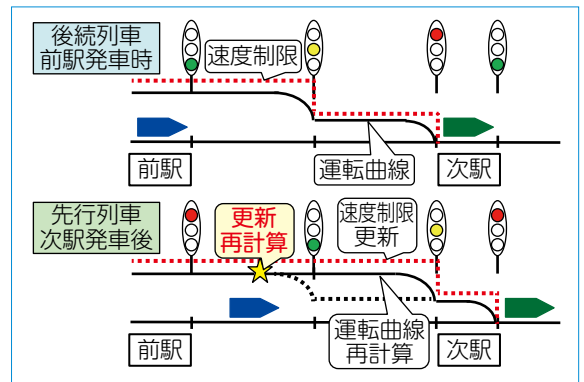 後続列車
前駅発車時
速度制限
運転曲線
前駅
次駅
先行列車
次駅発車後
更新
再計算
速度制限
更新
運転曲線
再計算
前駅
次駅